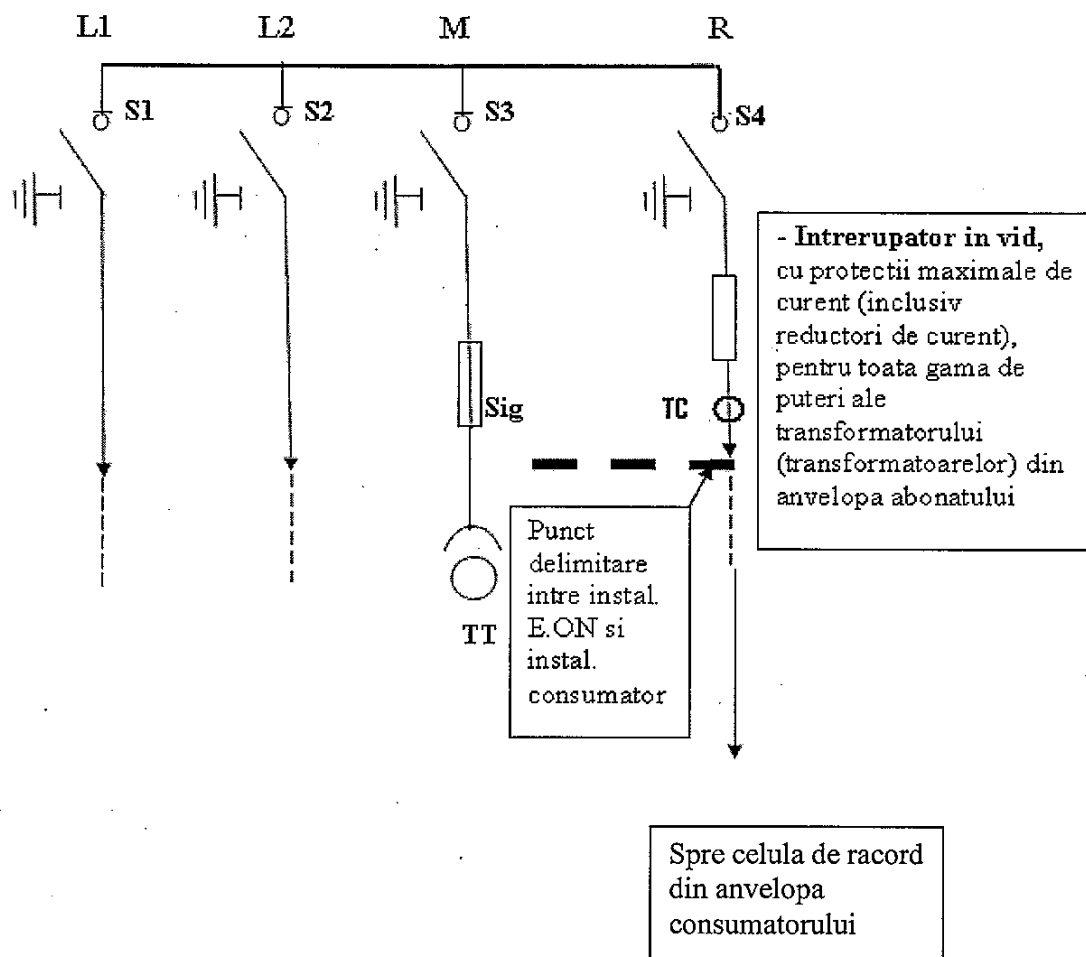 L1 L2 M R
S1 S2 S3 S4
- Intrerupator in vid,
cu protectii maximale de
curent (inclusiv
reductori de curent),
pentru toata gama de
puteri ale
transformatorului
(transformatoarelor) din
anvelopa abonatului
Sig
TC
TT
Punct
delimitare
intre instal.
E.ON si
instal.
consumator
Spre celula de racord
din anvelopa
consumatorului